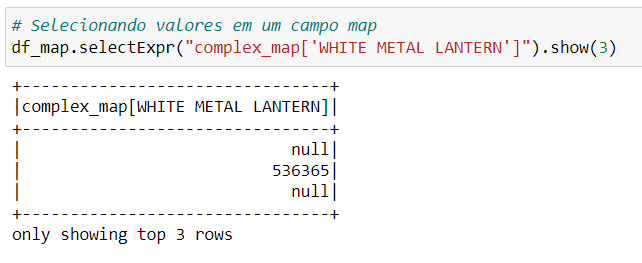 # Selecionando valores em um campo map
df_map.selectExpr("complex_map['WHITE METAL LANTERN']").show(3)
+-------------------------------+
|complex_map[WHITE METAL LANTERN]|
+-------------------------------+
|                           null|
|                         536365|
|                           null|
+-------------------------------+
only showing top 3 rows